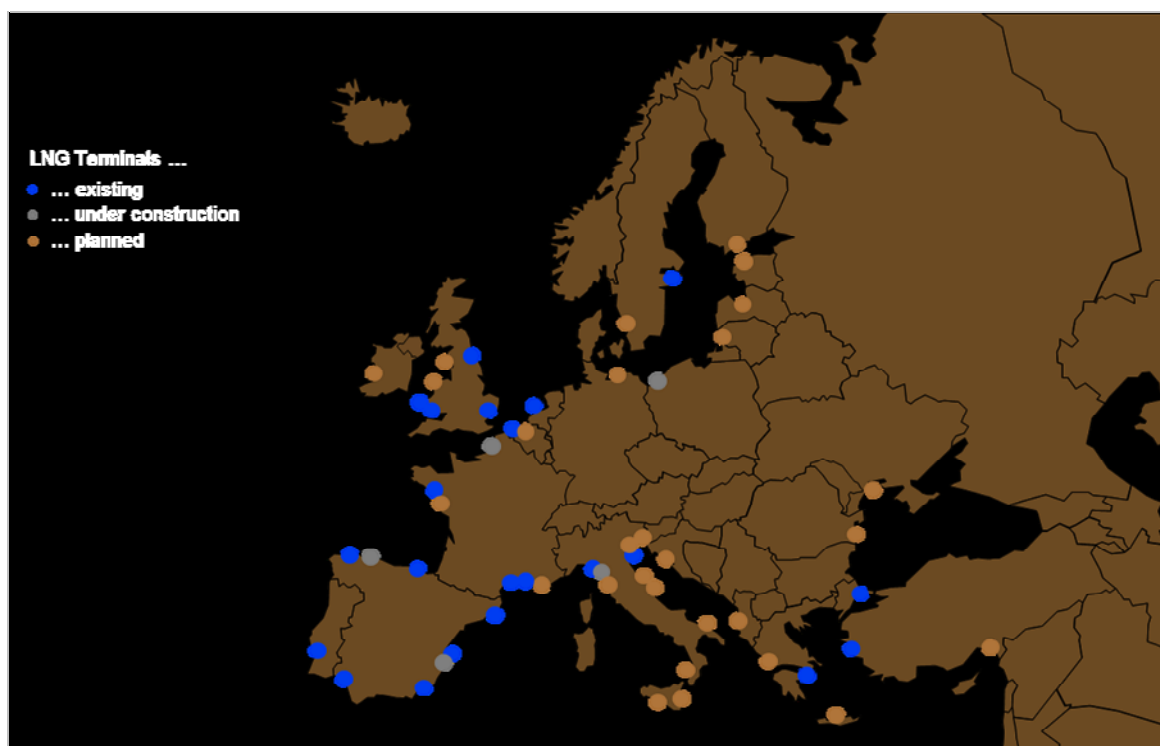 LNG Terminals ...
... existing
... under construction
... planned